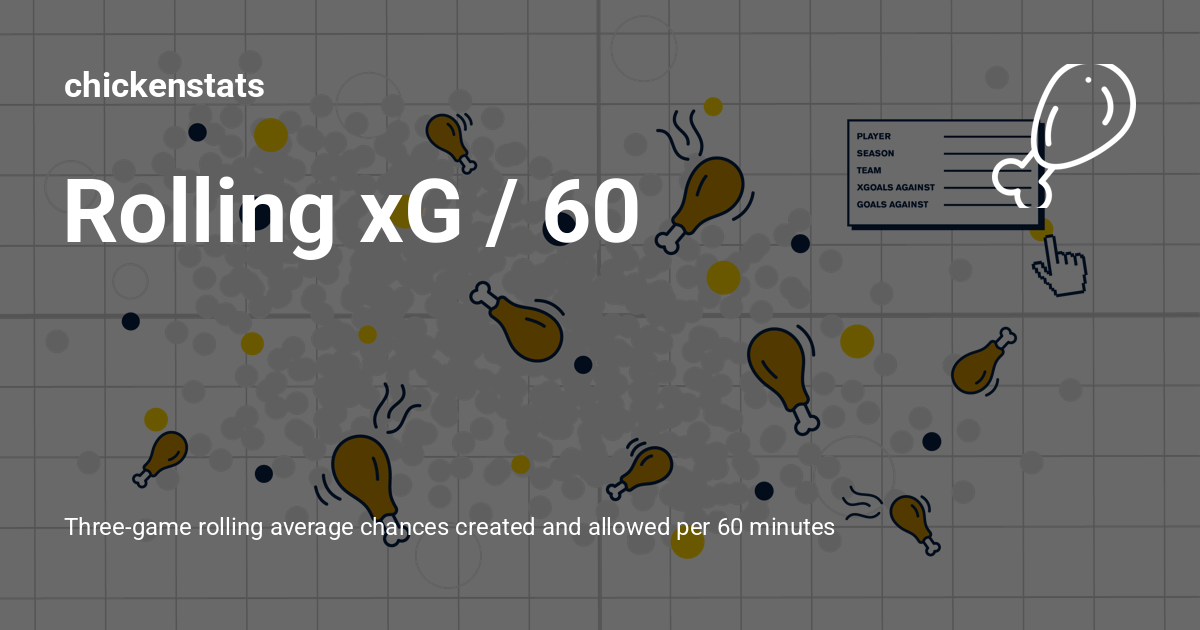 chickenstats
Rolling xG / 60
PLAYER
SEASON
TEAM
XGOALS AGAINST
GOALS AGAINST
Three-game rolling average chances created and allowed per 60 minutes